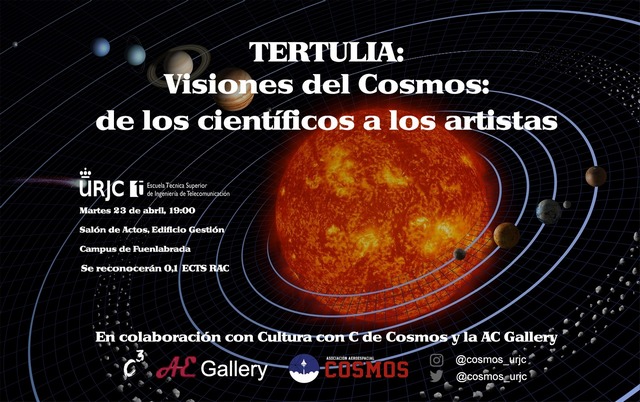 TERTULIA:
Visiones del Cosmos:
de los científicos a los artistas
URJC
Escuela Técnica Superior
de Ingeniería de Telecomunicación
Martes 23 de abril, 19:00
Salón de Actos, Edificio Gestión
Campus de Fuenlabrada
Se reconocerán 0,1 ECTS RAC
En colaboración con Cultura con C de Cosmos y la AC Gallery
C3 AC Gallery
ASOCIACIÓN AEROESPACIAL
COSMOS
@cosmos_urjc
@cosmos_urjc